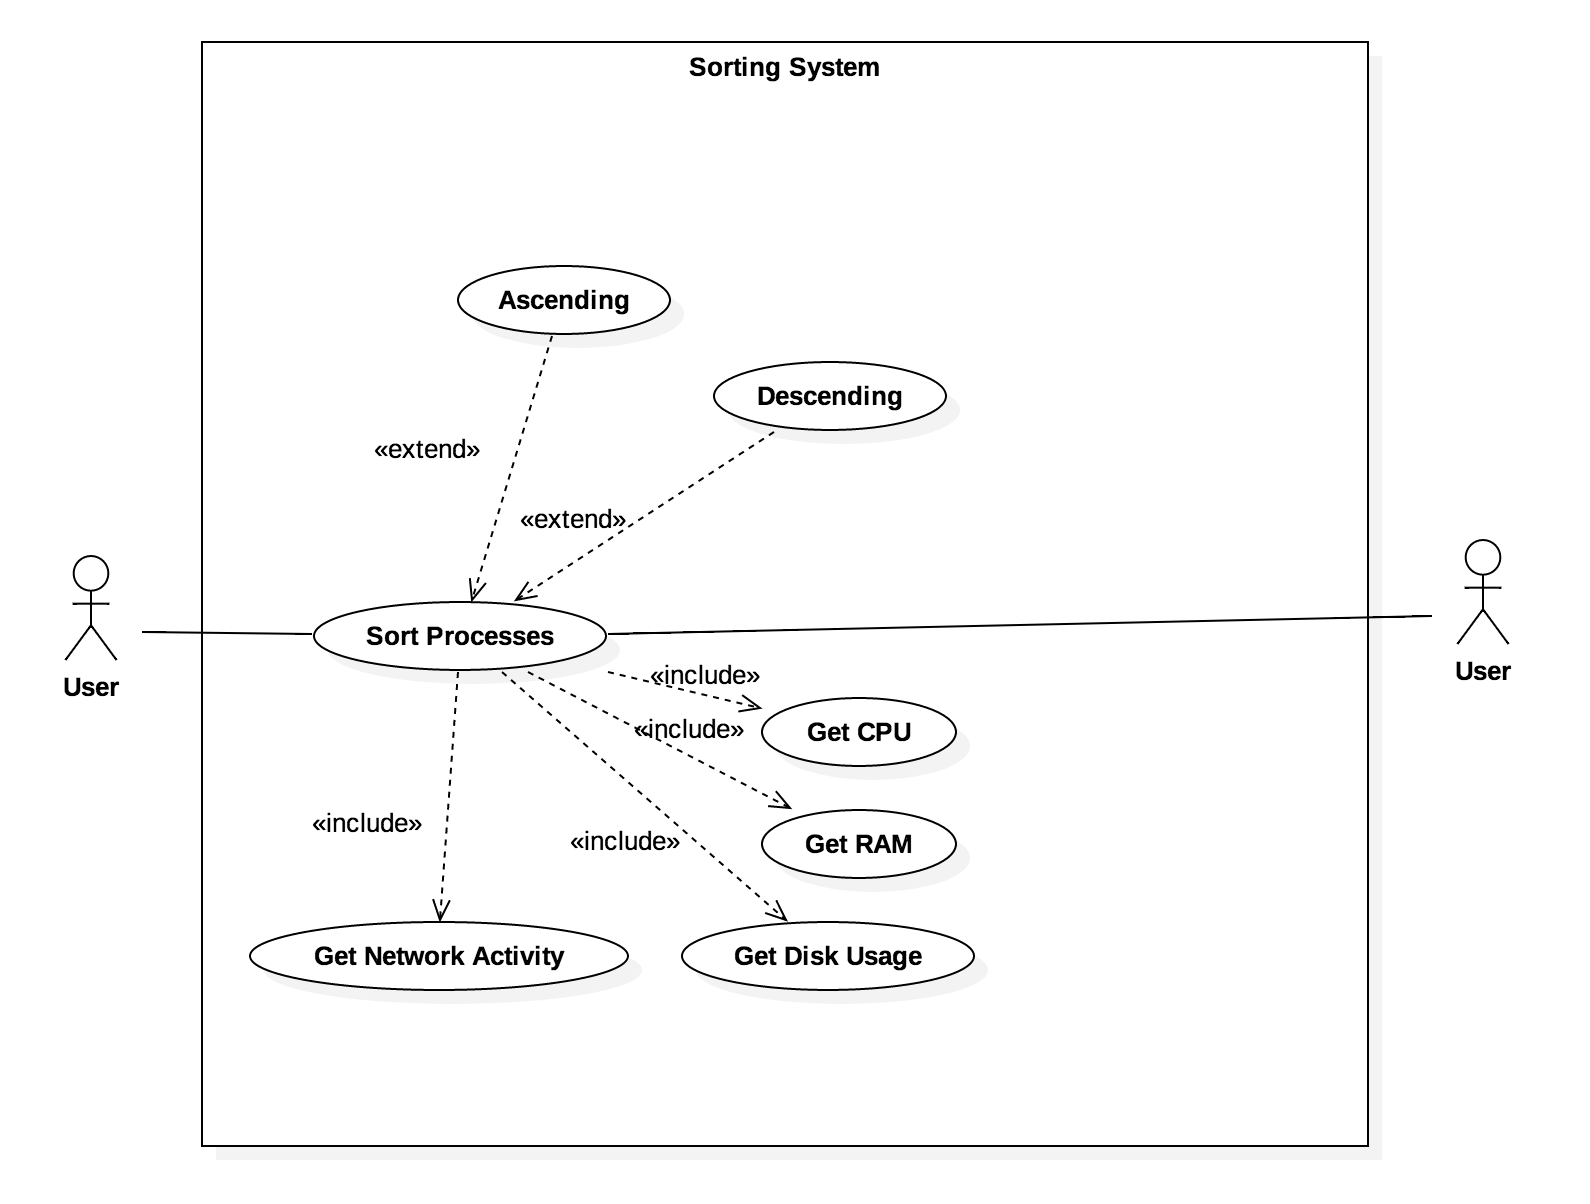 Sorting System
Ascending
Descending
«extend»
«extend»
Sort Processes
User
User
«include»
«include»
Get CPU
«include»
«include»
Get RAM
Get Network Activity
Get Disk Usage